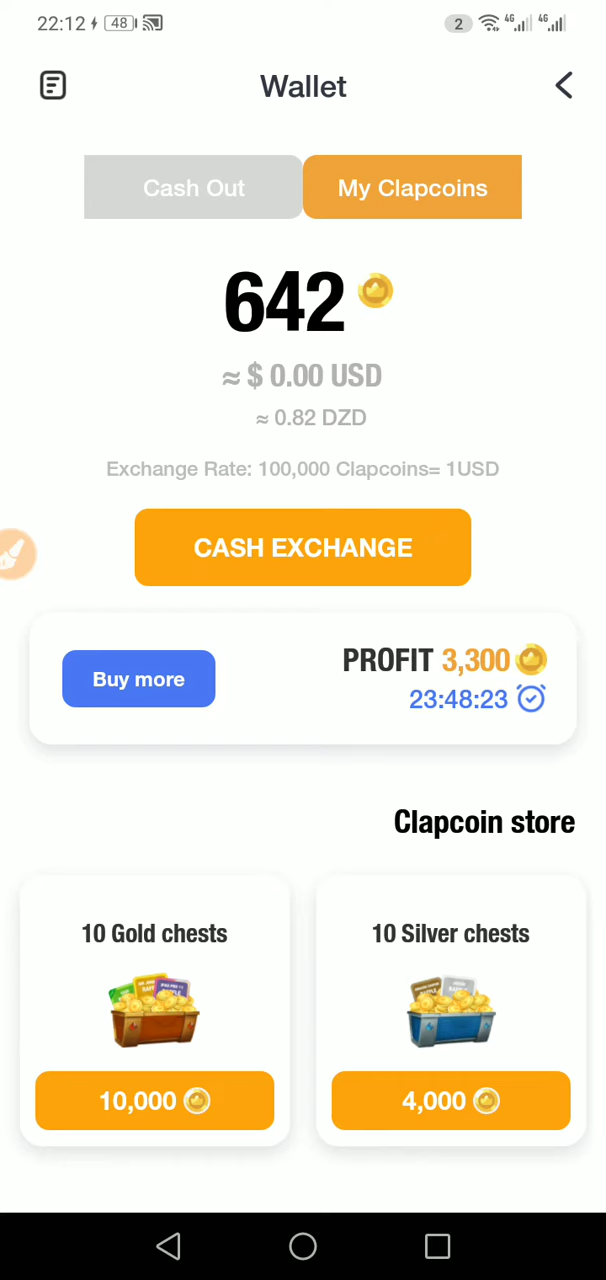 22:12 48 2 4G 4G
Wallet
Cash Out My Clapcoins
642
≈ $ 0.00 USD
≈ 0.82 DZD
Exchange Rate: 100,000 Clapcoins= 1USD
CASH EXCHANGE
PROFIT 3,300
Buy more
23:48:23
Clapcoin store
10 Gold chests
10,000
10 Silver chests
4,000